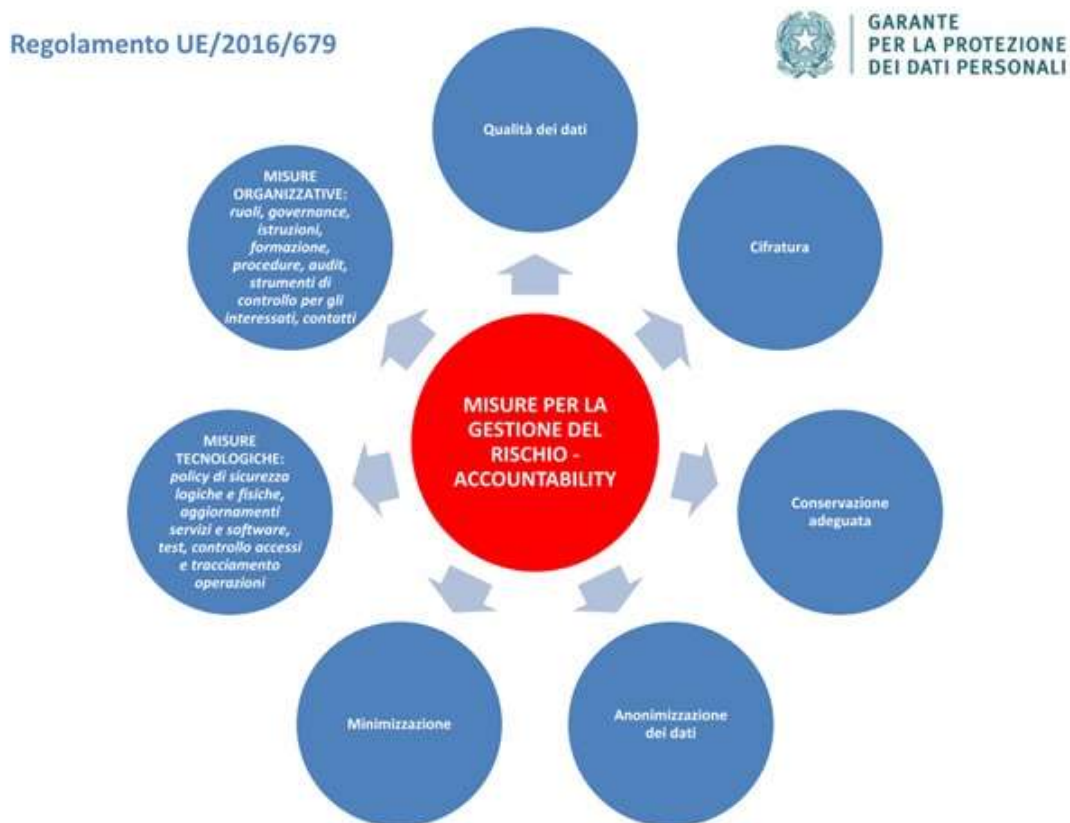 Regolamento UE/2016/679
GARANTE
PER LA PROTEZIONE
DEI DATI PERSONALI
Qualità dei dati
MISURE
ORGANIZZATIVE:
ruoli, governance,
istruzioni,
formazione,
procedure, audit,
strumenti di
controllo per gli
interessati, contatti
Cifratura
MISURE PER LA
GESTIONE DEL
RISCHIO -
ACCOUNTABILITY
MISURE
TECNOLOGICHE:
policy di sicurezza
logiche e fisiche,
aggiornamenti
servizi e software,
test, controllo accessi
e tracciamento
operazioni
Conservazione
adeguata
Minimizzazione
Anonimizzazione
dei dati